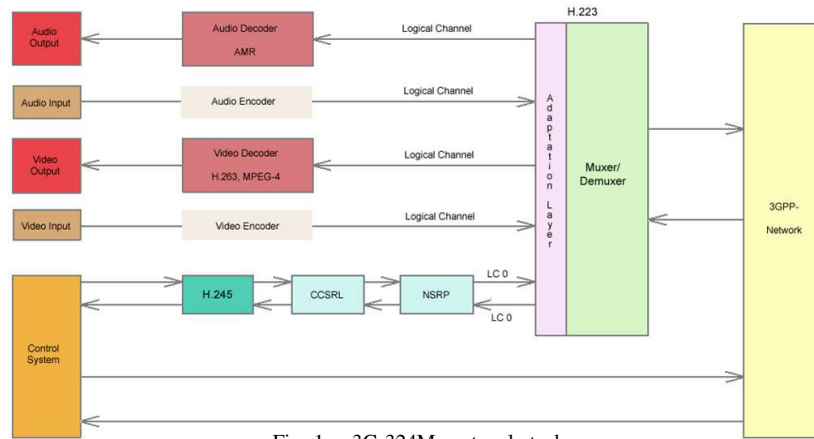 H.223
Audio
Output
Audio Decoder
AMR
Logical Channel
Audio Input
Audio Encoder
Logical Channel
Video
Output
Video Decoder
H.263, MPEG-4
Logical Channel
Video Input
Video Encoder
Logical Channel
Adaptation Layer
Muxer/
Demuxer
3GPP-
Network
H.245
CCSRL
NSRP
LC 0
LC 0
Control
System